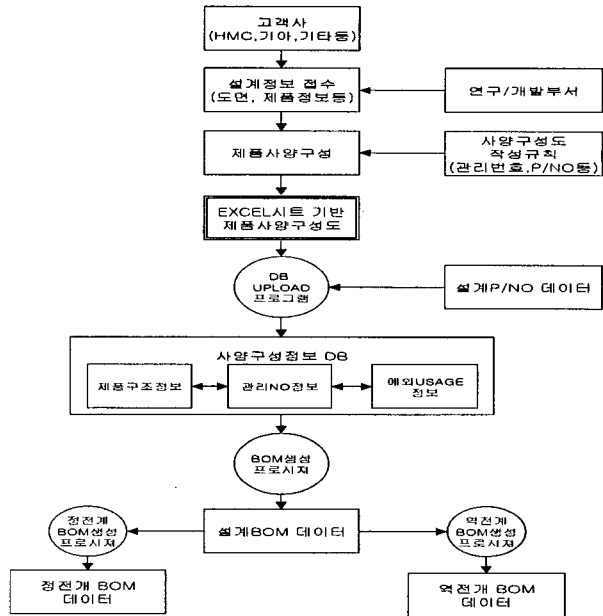 고객사
(HMC,기아,기타등)
설계정보 접수
(도면, 제품정보등)
연구/개발부서
제품사양구성
사양구성도
작성규칙
(관리번호,P/NO등)
EXCEL시트 기반
제품사양구성도
DB
UPLOAD
프로그램
설계P/NO 데이터
사양구성정보 DB
제품구조정보
관리NO정보
예외USAGE
정보
BOM생성
프로시져
정전계
BOM생성
프로시져
설계BOM 데이터
역전계
BOM생성
프로시져
정전개 BOM
데이터
역전개 BOM
데이터